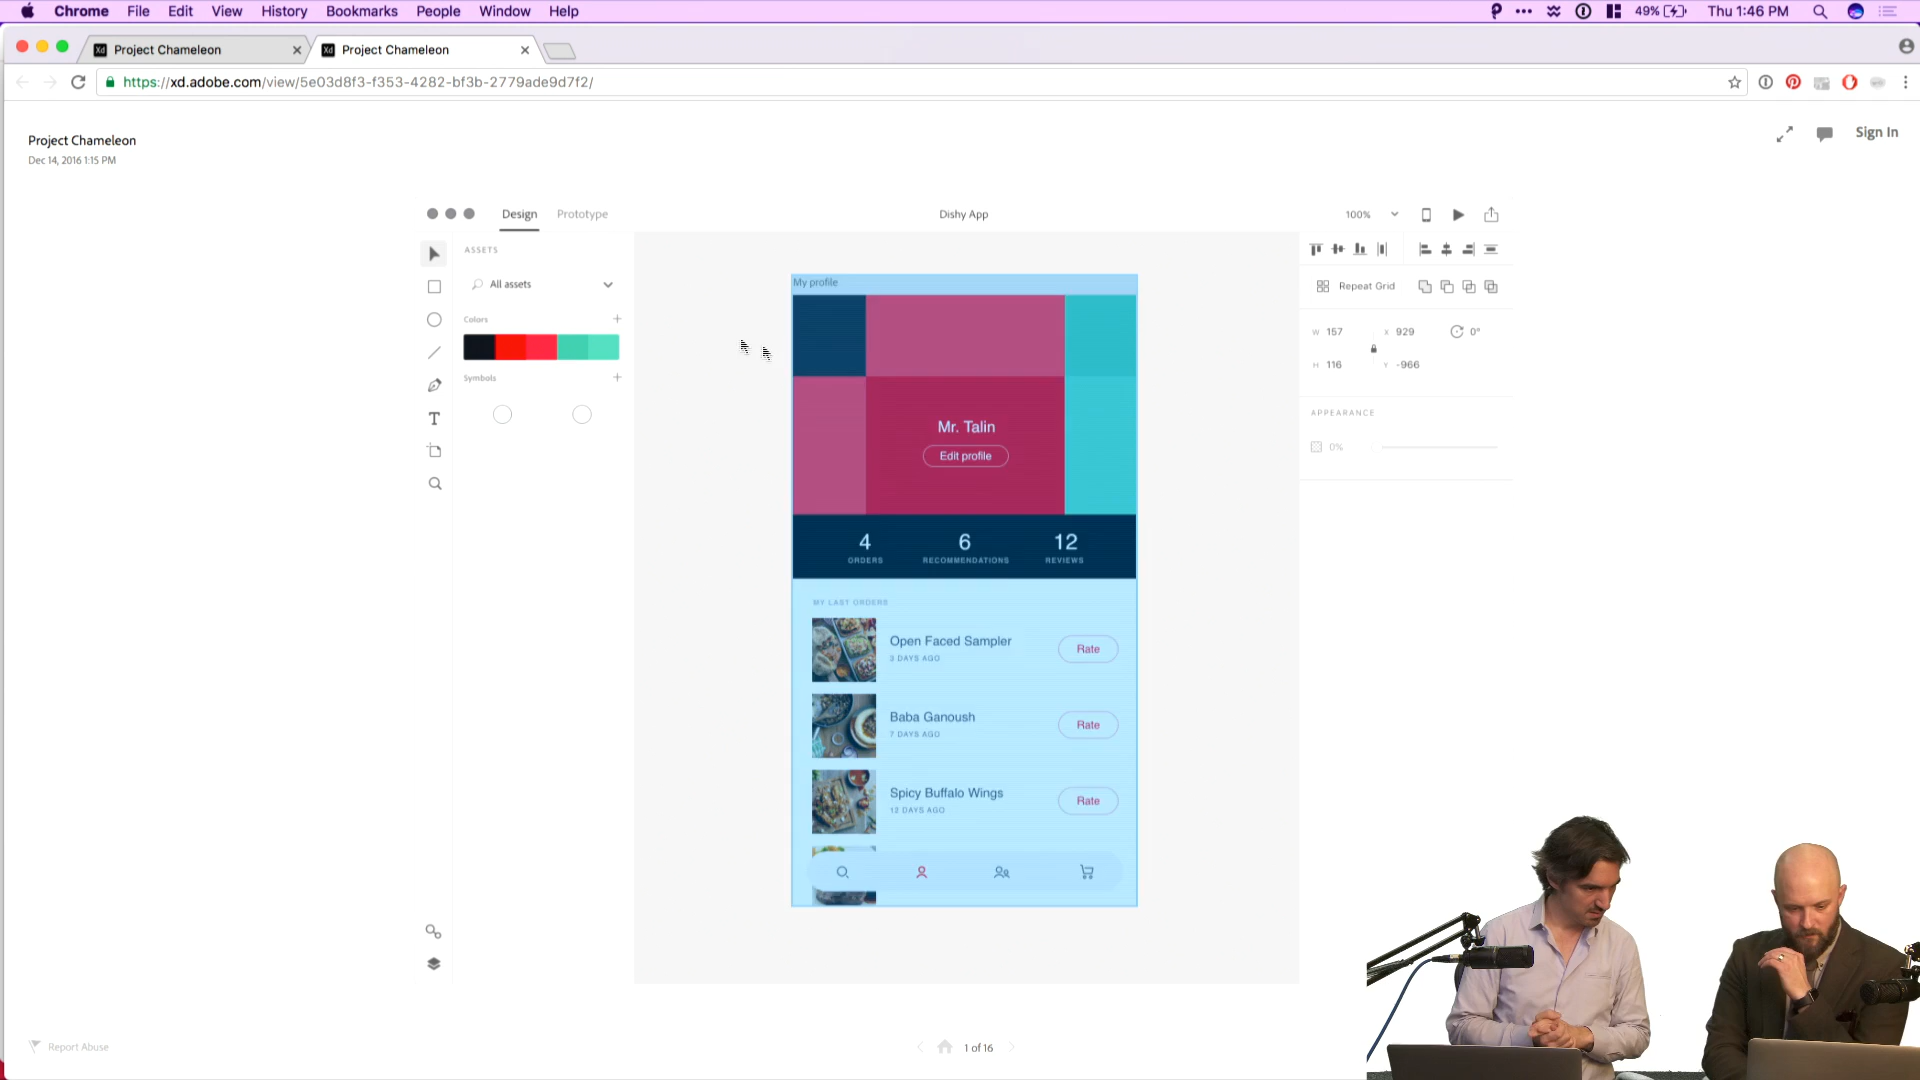 Chrome File Edit View History Bookmarks People Window Help
49% Thu 1:46 PM
Project Chameleon
Project Chameleon
https://xd.adobe.com/view/5e03d8f3-f353-4282-bf3b-2779ade9d7f2/
Project Chameleon
Dec 14, 2016 1:15 PM
Sign In
Design Prototype
Dishy App
100%
ASSETS
All assets
Colors
Symbols
My profile
Mr. Talin
Edit profile
4 6 12
ORDERS RECOMMENDATIONS REVIEWS
MY LAST ORDERS
Open Faced Sampler
3 DAYS AGO
Rate
Baba Ganoush
7 DAYS AGO
Rate
Spicy Buffalo Wings
12 DAYS AGO
Rate
Repeat Grid
W 157 X 929 0°
H 116 Y -966
APPEARANCE
0%
Report Abuse
1 of 16